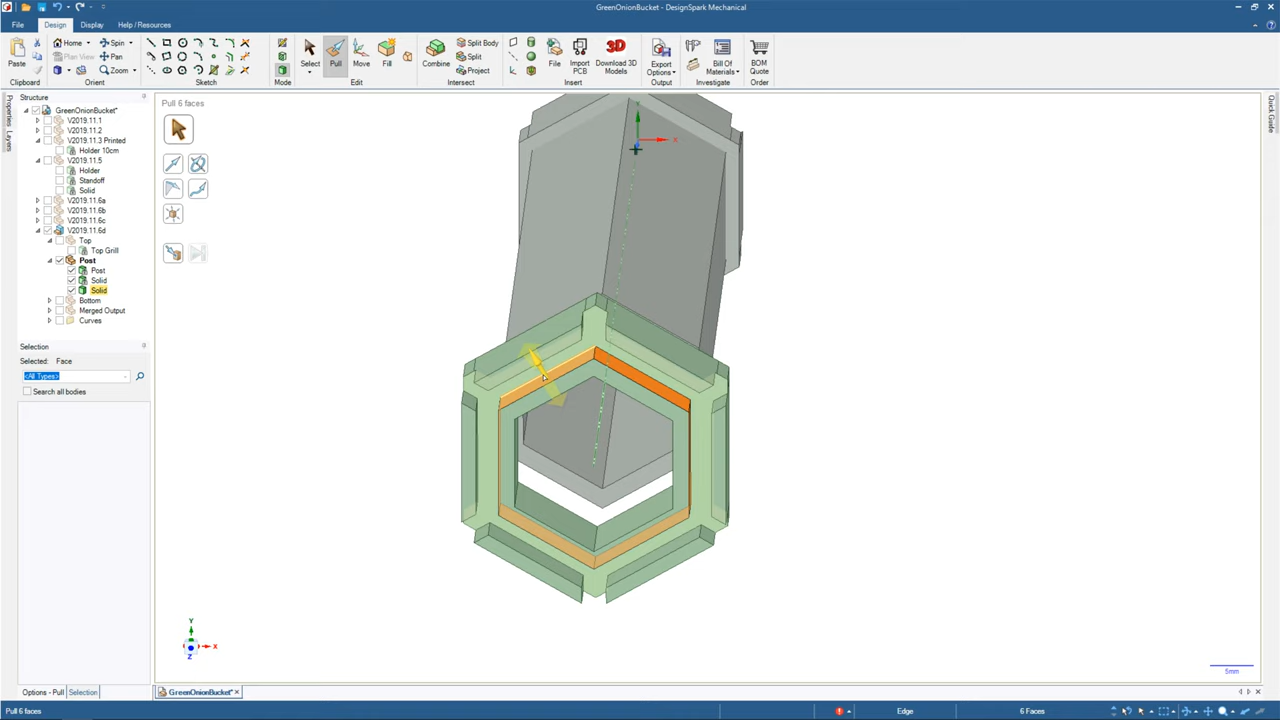 GreenOnionBucket - DesignSpark Mechanical
File
Design
Display
Help / Resources
Paste
Home
Spin
Plan View
Pan
Zoom
Select
Pull
Move
Fill
Combine
Split Body
Split
Project
File
Import PCB
Download 3D Models
Export Options
Bill Of Materials
BOM Quote
Clipboard
Orient
Sketch
Mode
Edit
Intersect
Insert
Output
Investigate
Order
Structure
Properties
Layers
GreenOnionBucket*
V2019.11.1
V2019.11.2
V2019.11.3 Printed
Holder 10cm
V2019.11.5
Holder
Standoff
Solid
V2019.11.6a
V2019.11.6b
V2019.11.6c
V2019.11.6d
Top
Top Grill
Post
Post
Solid
Solid
Bottom
Merged Output
Curves
Selection
Selected: Face
<All Types>
Search all bodies
Options - Pull
Selection
Pull 6 faces
Y
X
Y
X
Z
3D
5mm
Quick Guide
GreenOnionBucket*
Pull 6 faces
Edge
6 Faces